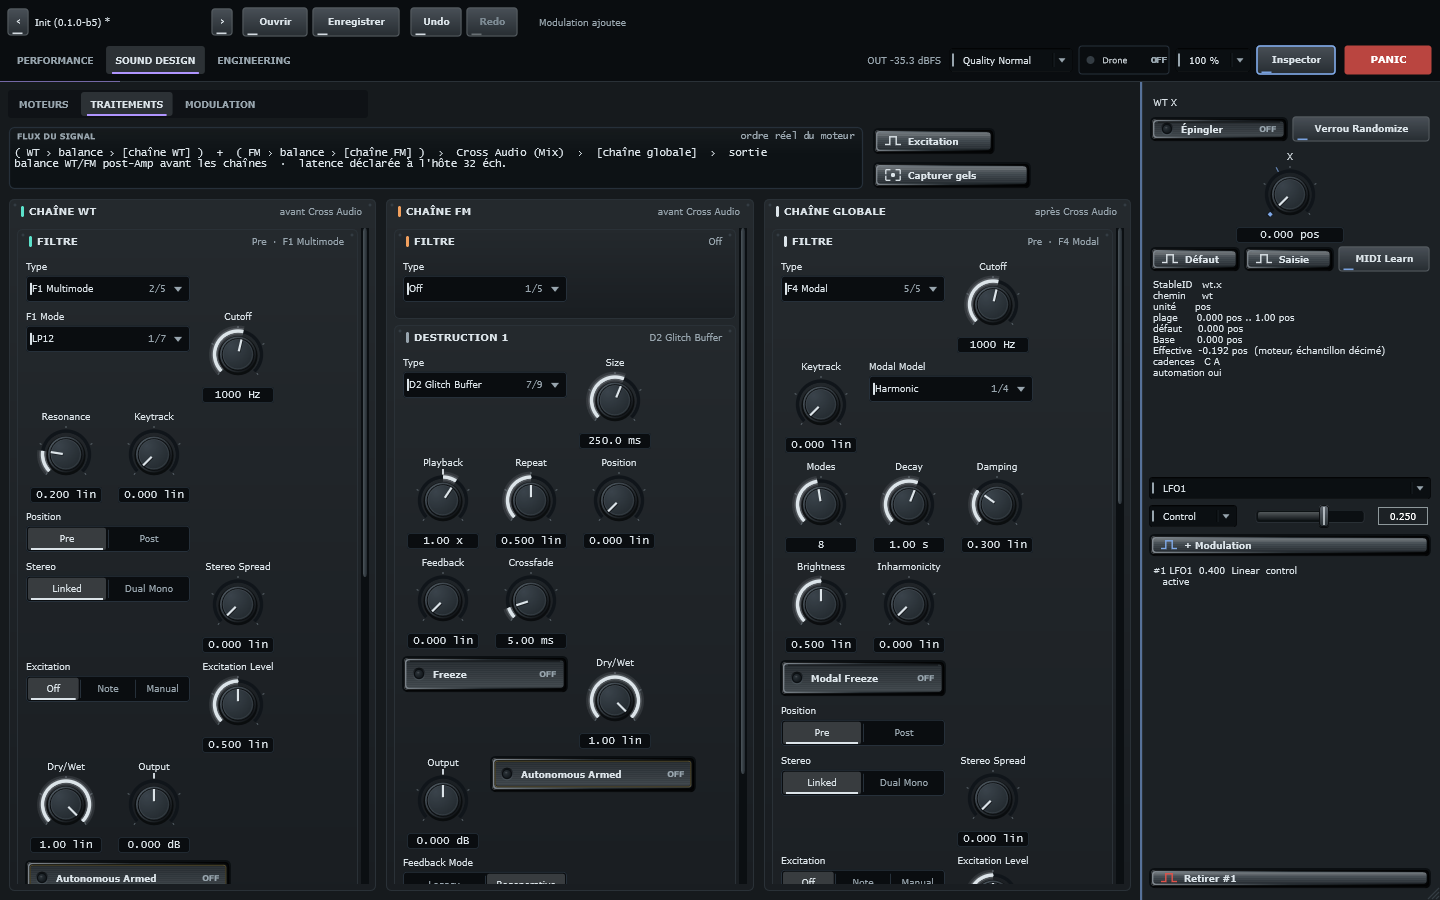 < Init (0.1.0-b5) * > Ouvrir Enregistrer Undo Redo Modulation ajoutee
PERFORMANCE SOUND DESIGN ENGINEERING OUT -35.3 dBFS Quality Normal Drone OFF 100 % Inspector PANIC
MOTEURS TRAITEMENTS MODULATION
FLUX DU SIGNAL ordre réel du moteur
( WT › balance › [chaîne WT] ) + ( FM › balance › [chaîne FM] ) › Cross Audio (Mix) › [chaîne globale] › sortie
balance WT/FM post-Amp avant les chaînes · latence déclarée à l'hôte 32 éch.
Excitation
Capturer gels
CHAÎNE WT avant Cross Audio
FILTRE Pre · F1 Multimode
Type
F1 Multimode 2/5
F1 Mode Cutoff
LP12 1/7
1000 Hz
Resonance Keytrack
0.200 lin 0.000 lin
Position
Pre Post
Stereo Stereo Spread
Linked Dual Mono
0.000 lin
Excitation Excitation Level
Off Note Manual
0.500 lin
Dry/Wet Output
1.00 lin 0.000 dB
Autonomous Armed OFF
CHAÎNE FM avant Cross Audio
FILTRE Off
Type
Off 1/5
DESTRUCTION 1 D2 Glitch Buffer
Type Size
D2 Glitch Buffer 7/9
250.0 ms
Playback Repeat Position
1.00 x 0.500 lin 0.000 lin
Feedback Crossfade
0.000 lin 5.00 ms
Freeze OFF Dry/Wet
1.00 lin
Output Autonomous Armed OFF
0.000 dB
Feedback Mode
Legacy Regenerative
CHAÎNE GLOBALE après Cross Audio
FILTRE Pre · F4 Modal
Type Cutoff
F4 Modal 5/5
1000 Hz
Keytrack Modal Model
Harmonic 1/4
0.000 lin
Modes Decay Damping
8 1.00 s 0.300 lin
Brightness Inharmonicity
0.500 lin 0.000 lin
Modal Freeze OFF
Position
Pre Post
Stereo Stereo Spread
Linked Dual Mono
0.000 lin
Excitation Excitation Level
Off Note Manual
WT X
Épingler OFF Verrou Randomize
X
0.000 pos
Défaut Saisie MIDI Learn
StableID wt.x
chemin wt
unité pos
plage 0.000 pos .. 1.00 pos
défaut 0.000 pos
Base 0.000 pos
Effective -0.192 pos (moteur, échantillon décimé)
cadences C A
automation oui
LFO1
Control 0.250
+ Modulation
#1 LFO1 0.400 Linear control
active
Retirer #1